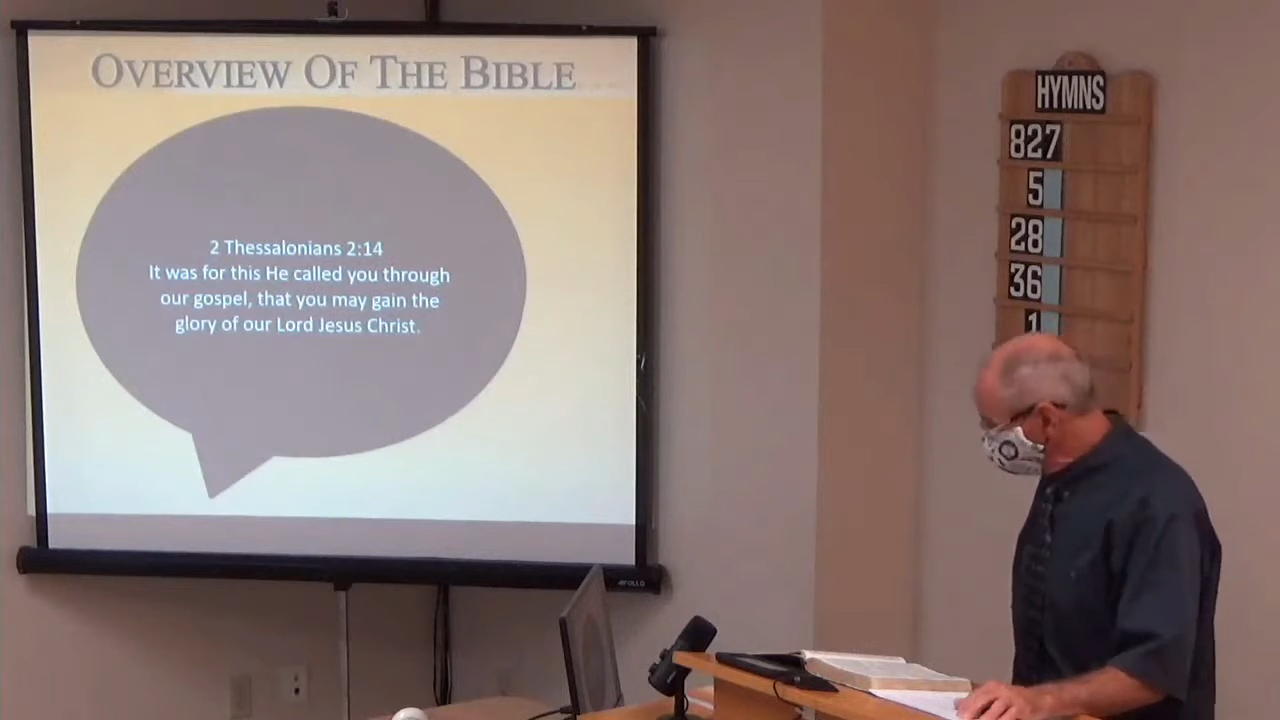 OVERVIEW OF THE BIBLE
2 Thessalonians 2:14
It was for this He called you through
our gospel, that you may gain the
glory of our Lord Jesus Christ.
APOLLO
HYMNS
827
5
28
36
1